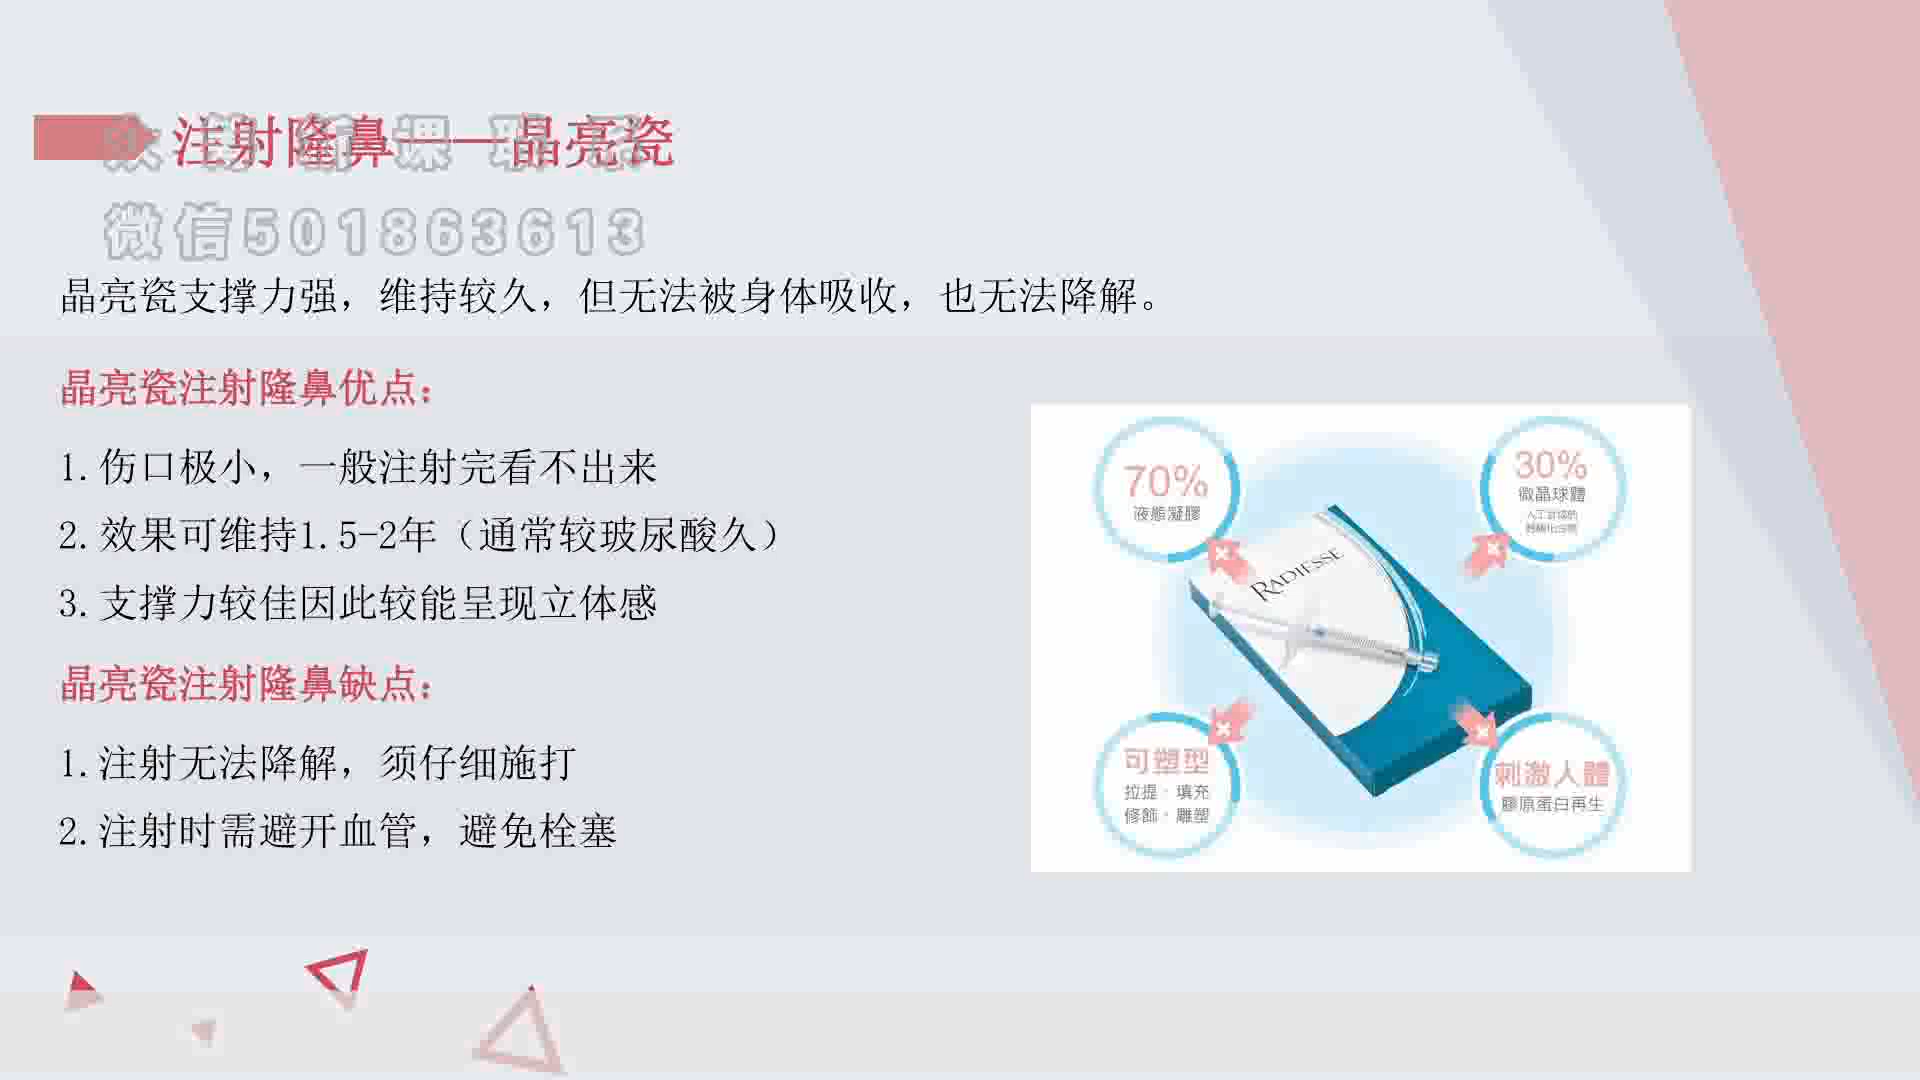 注射隆鼻——晶亮瓷
微信501863613
晶亮瓷支撑力强，维持较久，但无法被身体吸收，也无法降解。
晶亮瓷注射隆鼻优点：
1.伤口极小，一般注射完看不出来
2.效果可维持1.5-2年（通常较玻尿酸久）
3.支撑力较佳因此较能呈现立体感
晶亮瓷注射隆鼻缺点：
1.注射无法降解，须仔细施打
2.注射时需避开血管，避免栓塞
70%
液態凝膠
30%
微晶球體
RADIESSE
可塑型
拉提·填充
修飾·雕塑
刺激人體
膠原蛋白再生